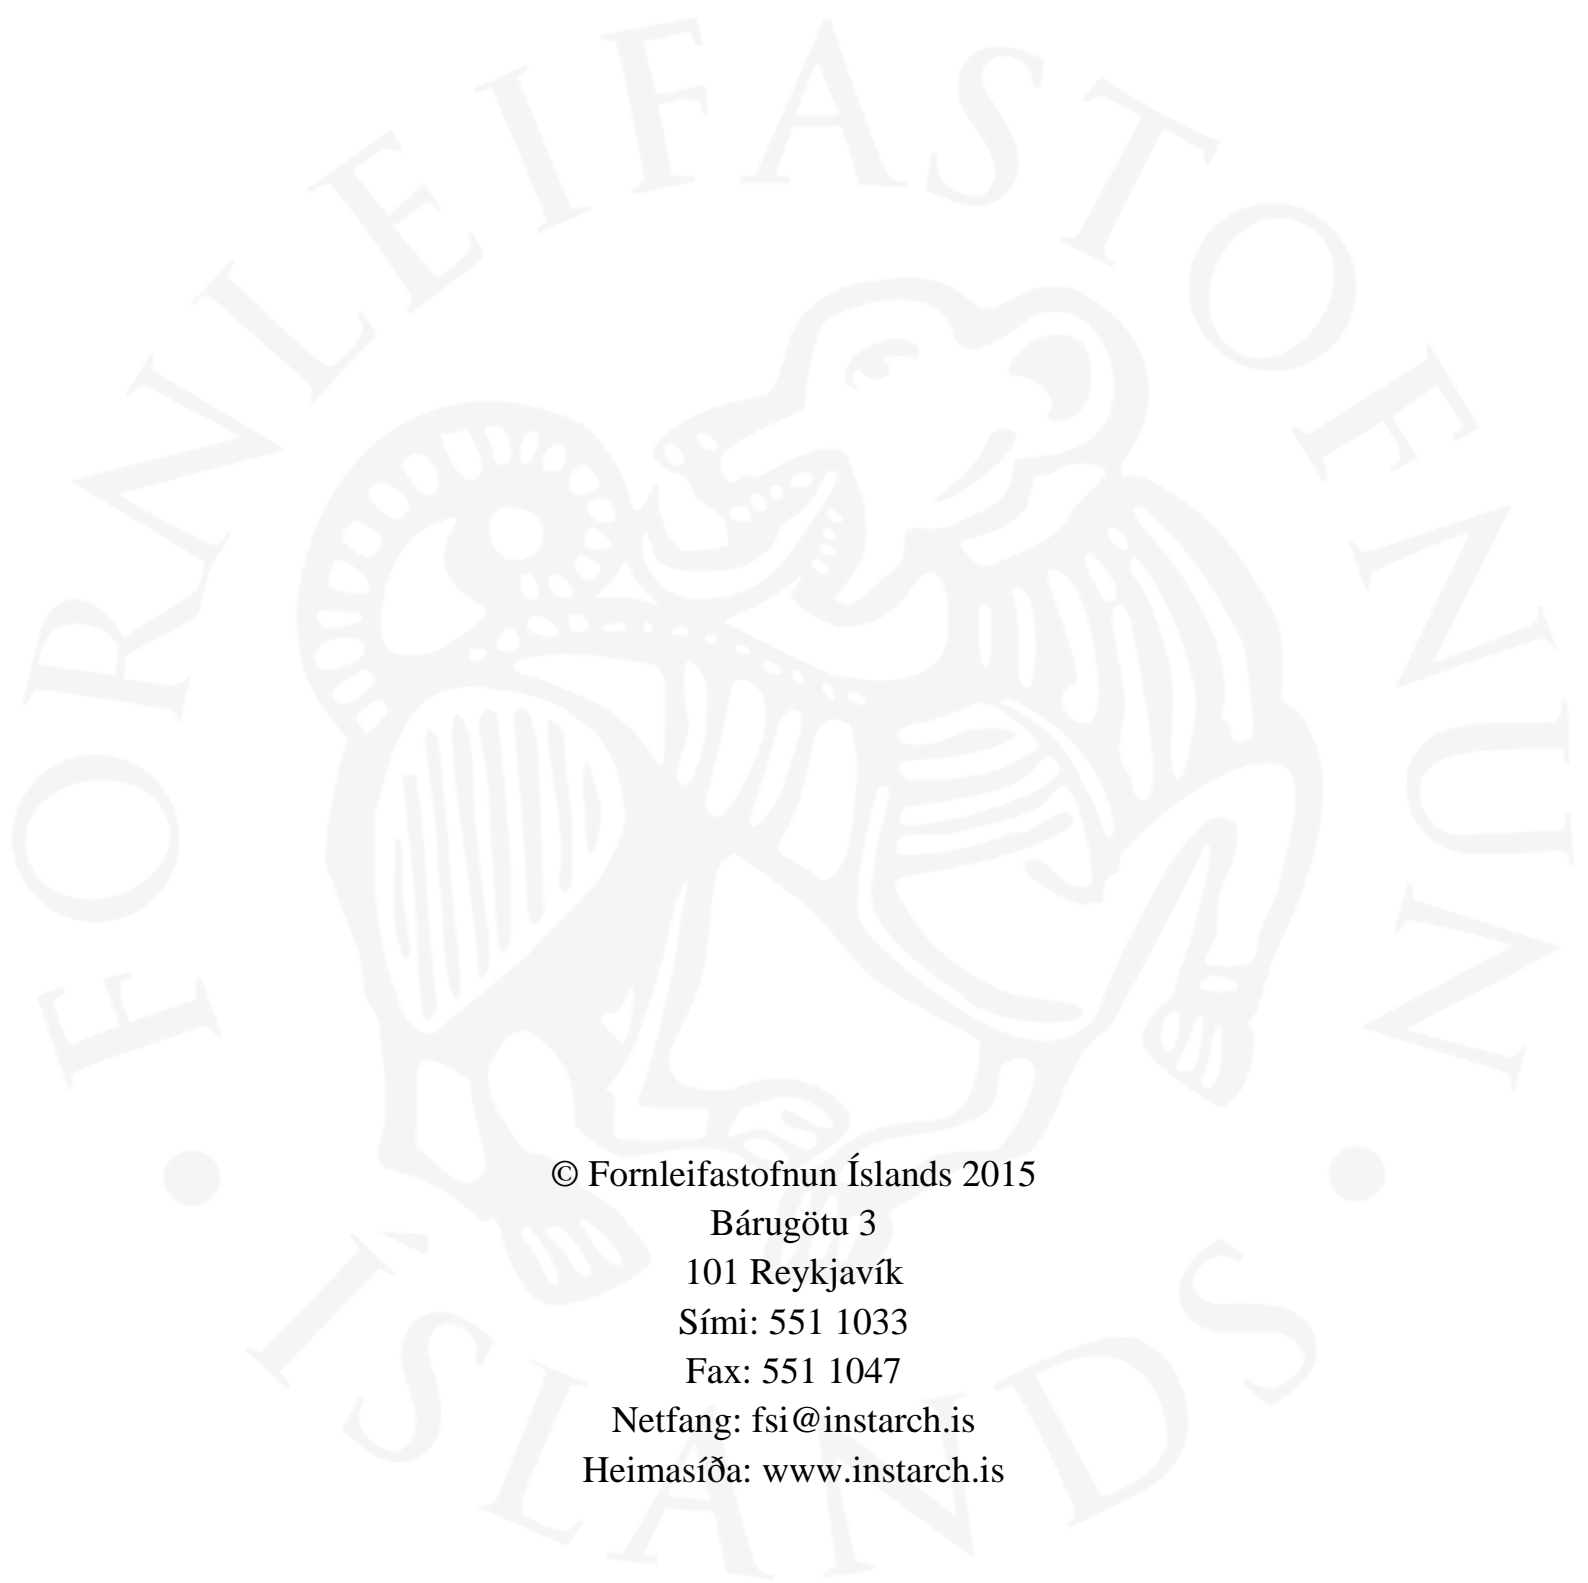 FORNLEIFASTOFNUN
© Fornleifastofnun Íslands 2015
Bárugötu 3
101 Reykjavík
Sími: 551 1033
Fax: 551 1047
Netfang: fsi@instarch.is
Heimasíða: www.instarch.is
ÍSLANDS